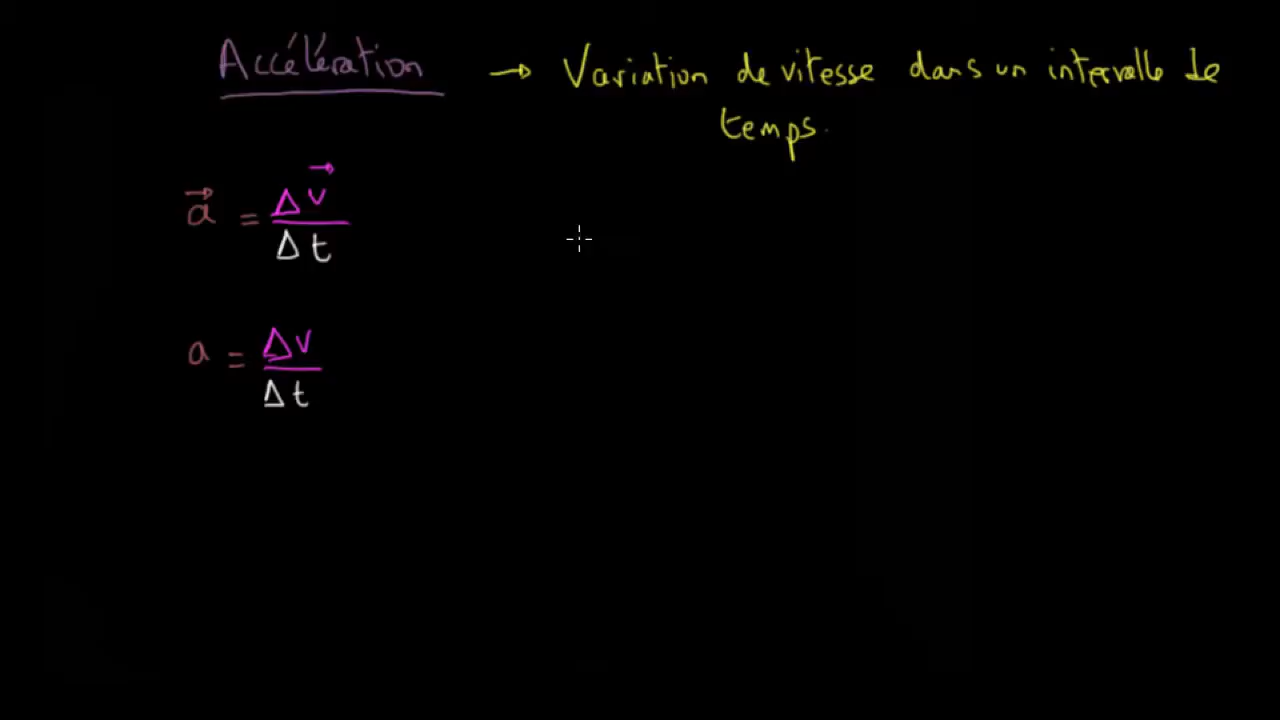 Accélération → Variation de vitesse dans un intervalle de
temps.
a⃗ = Δv⃗ / Δt
a = Δv / Δt